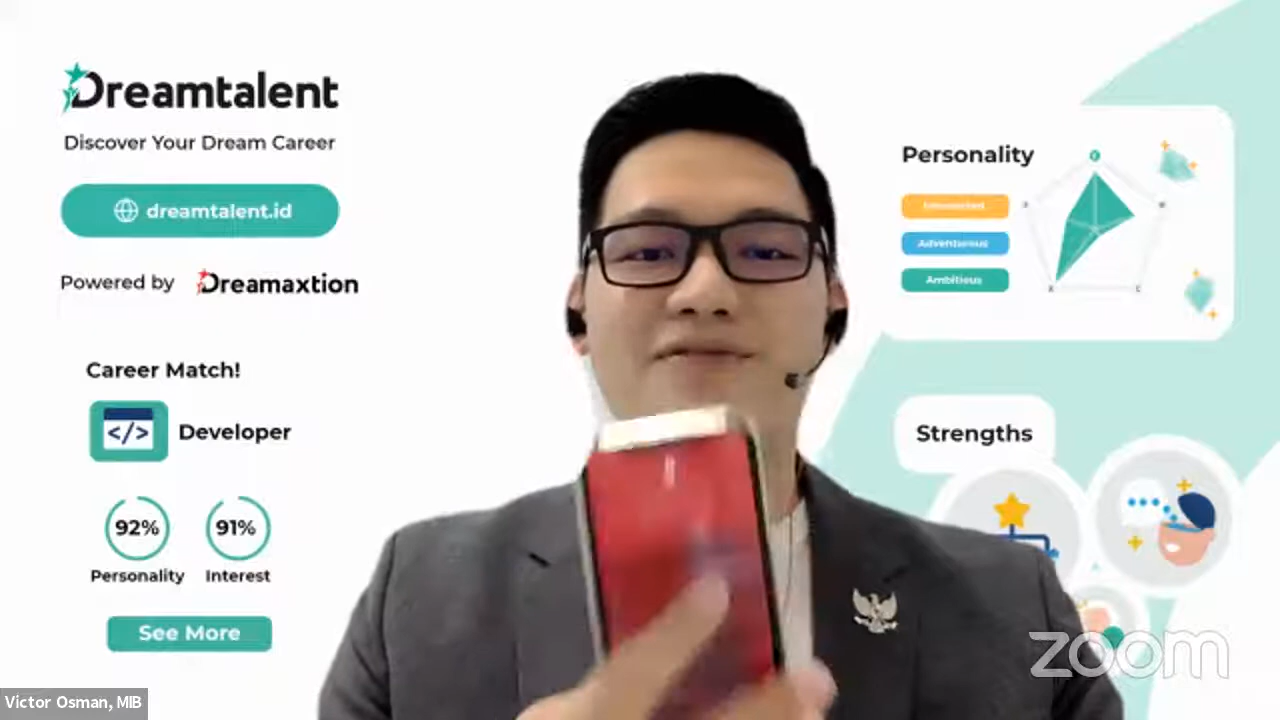 Dreamtalent
Discover Your Dream Career
dreamtalent.id
Powered by Dreamaxtion
Career Match!
Developer
92% 91%
Personality Interest
See More
Personality
Adventurous
Ambitious
Strengths
zoom
Victor Osman, MIB